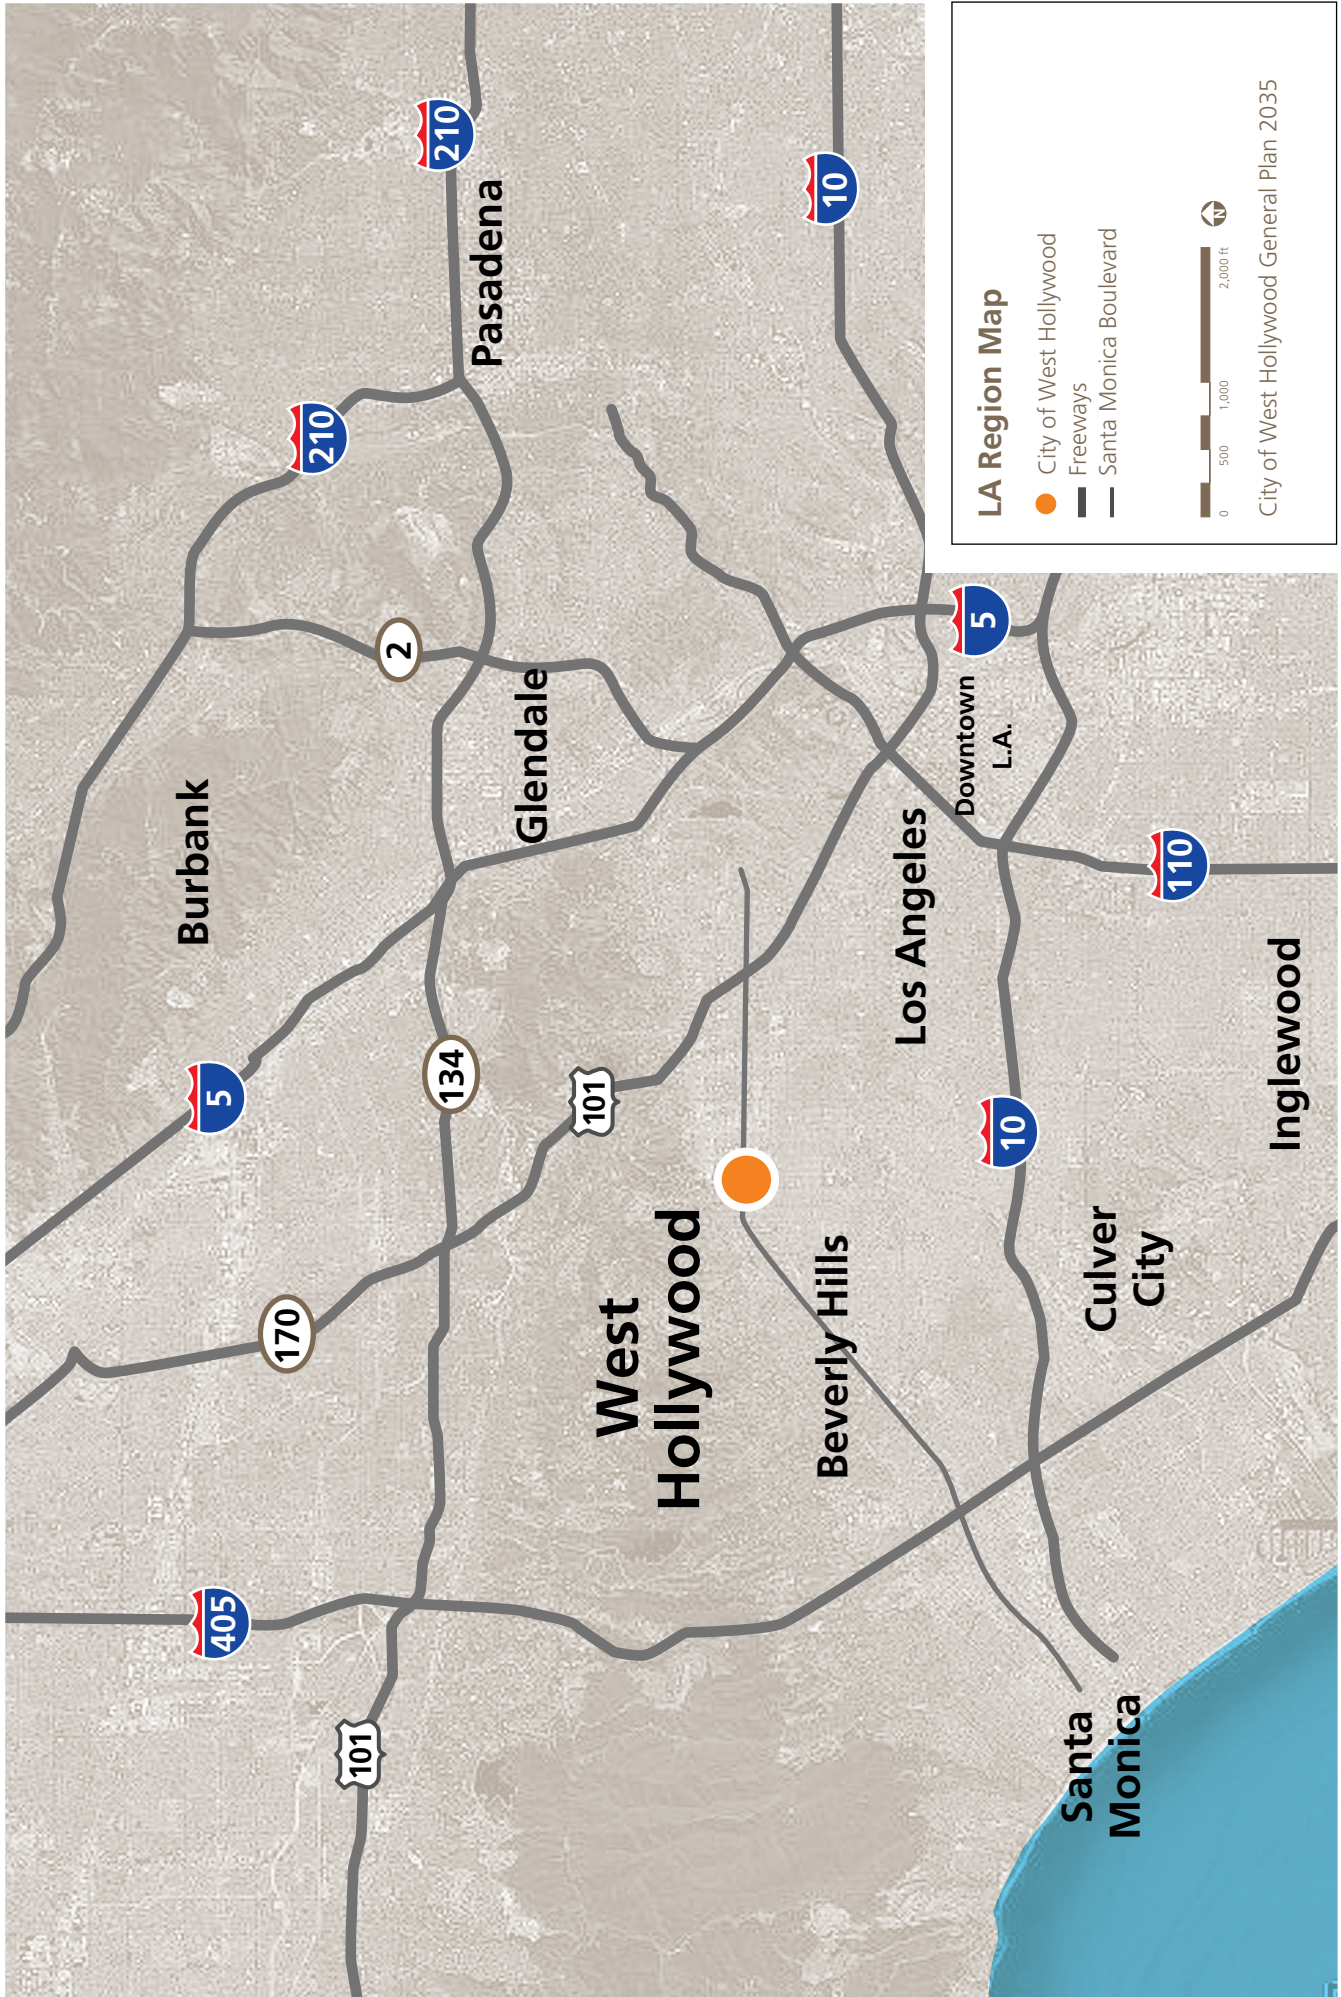 405
101
170
5
Burbank
2
210
210
Pasadena
134
101
Glendale
West
Hollywood
Beverly Hills
Los Angeles
Downtown
L.A.
5
10
10
110
Culver
City
Inglewood
Santa
Monica
LA Region Map
City of West Hollywood
Freeways
Santa Monica Boulevard
0 500 1,000 2,000 ft
N
City of West Hollywood General Plan 2035